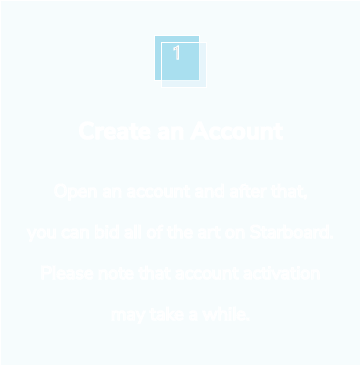 1
Create an Account
Open an account and after that,
you can bid all of the art on Starboard.
Please note that account activation
may take a while.